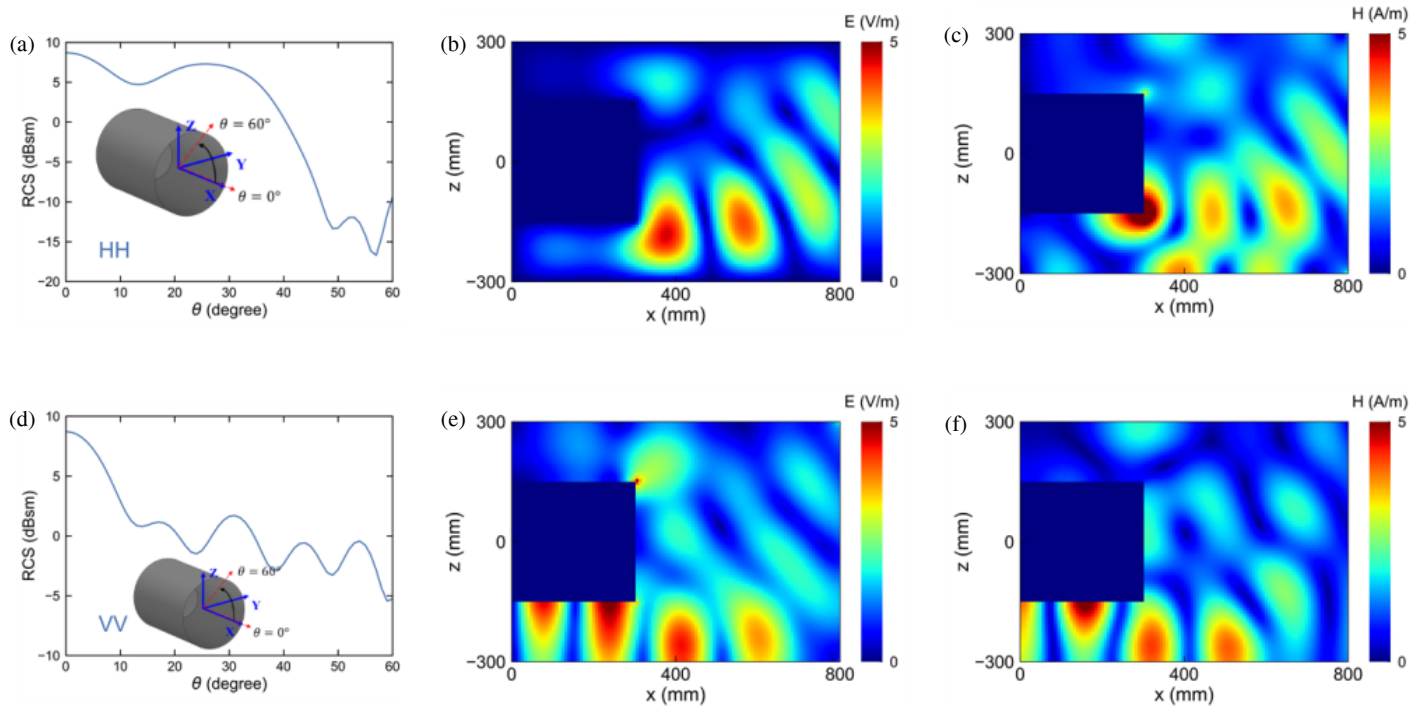 (a)
10
5
0
−5
−10
−15
−20
RCS (dBsm)
0 10 20 30 40 50 60
θ (degree)
HH
Z
Y
X
θ = 60°
θ = 0°
(b)
E (V/m)
5
0
300
0
−300
z (mm)
0 400 800
x (mm)
(c)
H (A/m)
5
0
300
0
−300
z (mm)
0 400 800
x (mm)
(d)
10
5
0
−5
−10
RCS (dBsm)
0 10 20 30 40 50 60
θ (degree)
VV
Z
Y
X
θ = 60°
θ = 0°
(e)
E (V/m)
5
0
300
0
−300
z (mm)
0 400 800
x (mm)
(f)
H (A/m)
5
0
300
0
−300
z (mm)
0 400 800
x (mm)